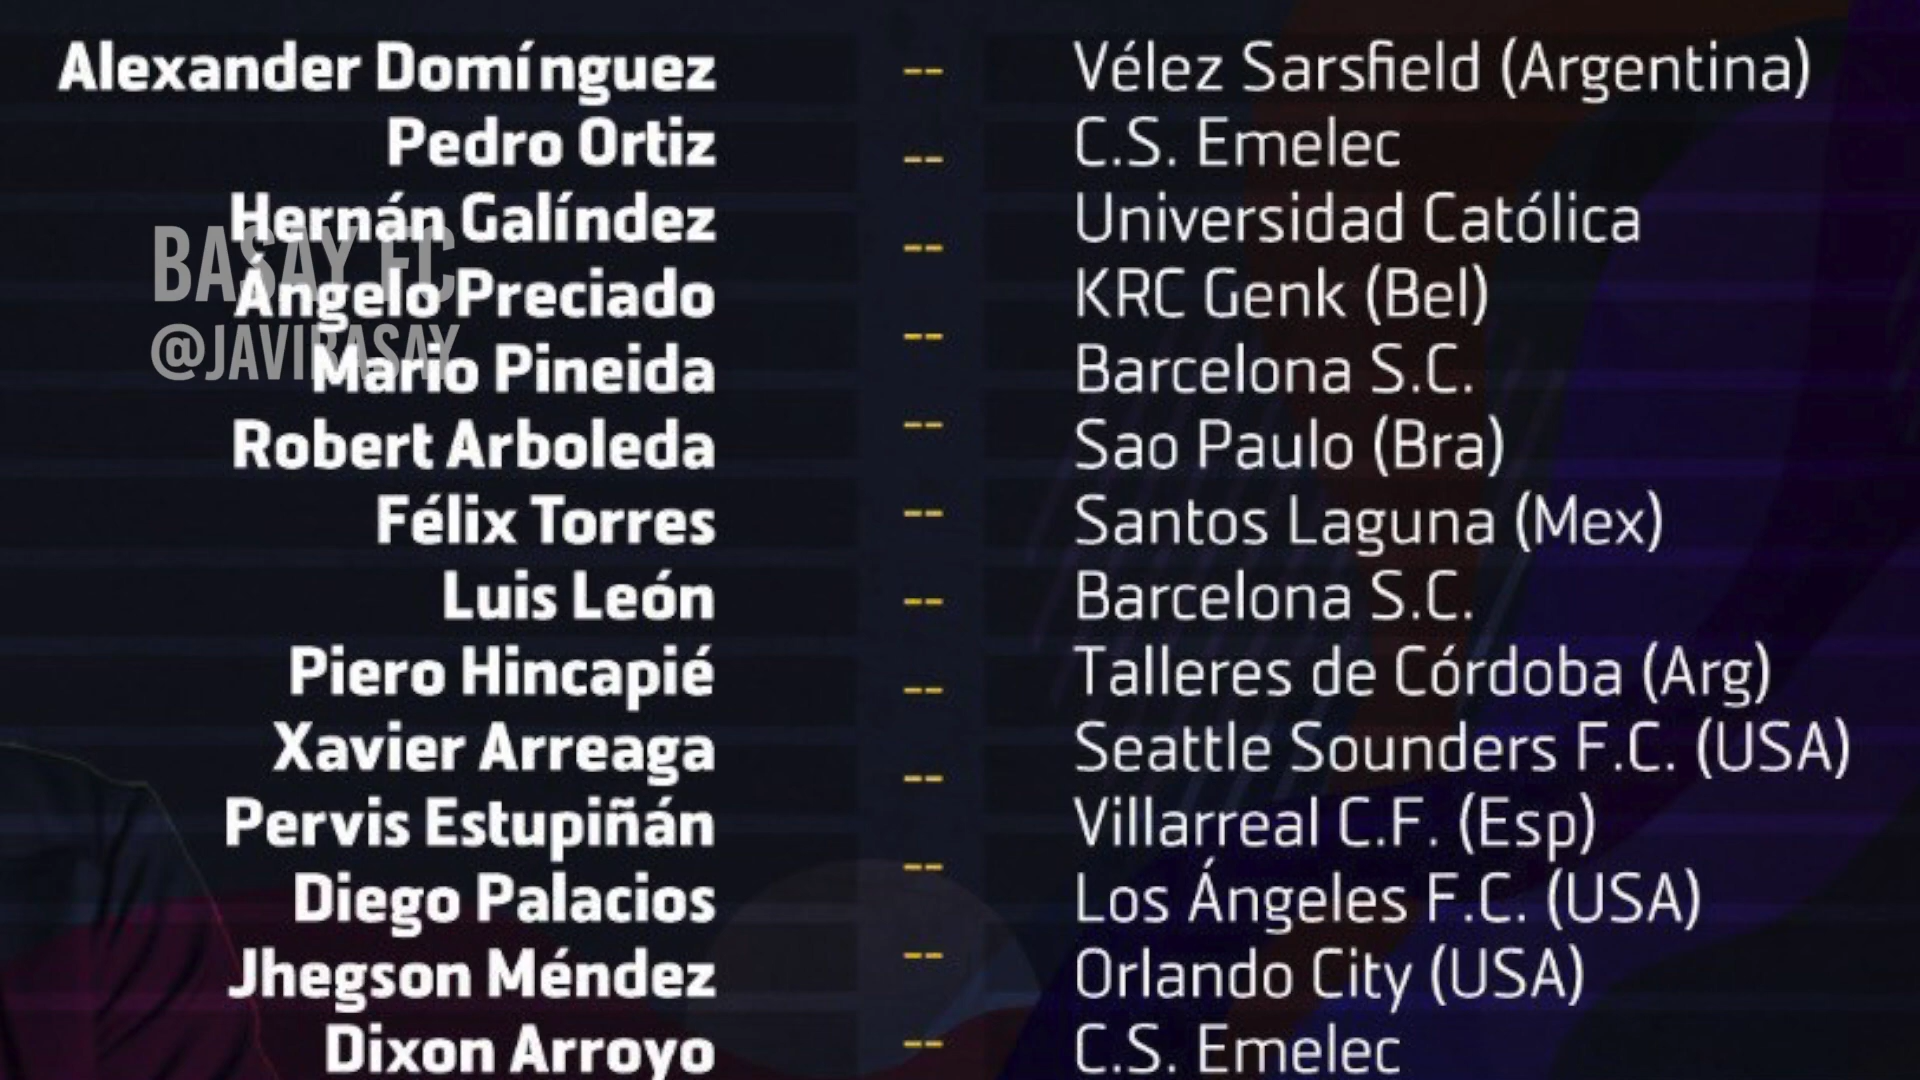 Alexander Domínguez -- Vélez Sarsfield (Argentina)
Pedro Ortiz -- C.S. Emelec
Hernán Galíndez -- Universidad Católica
BASAY FC
Ángelo Preciado -- KRC Genk (Bel)
@JAVIBASAY
Mario Pineida -- Barcelona S.C.
Robert Arboleda -- Sao Paulo (Bra)
Félix Torres -- Santos Laguna (Mex)
Luis León -- Barcelona S.C.
Piero Hincapié -- Talleres de Córdoba (Arg)
Xavier Arreaga -- Seattle Sounders F.C. (USA)
Pervis Estupiñán -- Villarreal C.F. (Esp)
Diego Palacios -- Los Ángeles F.C. (USA)
Jhegson Méndez -- Orlando City (USA)
Dixon Arroyo -- C.S. Emelec